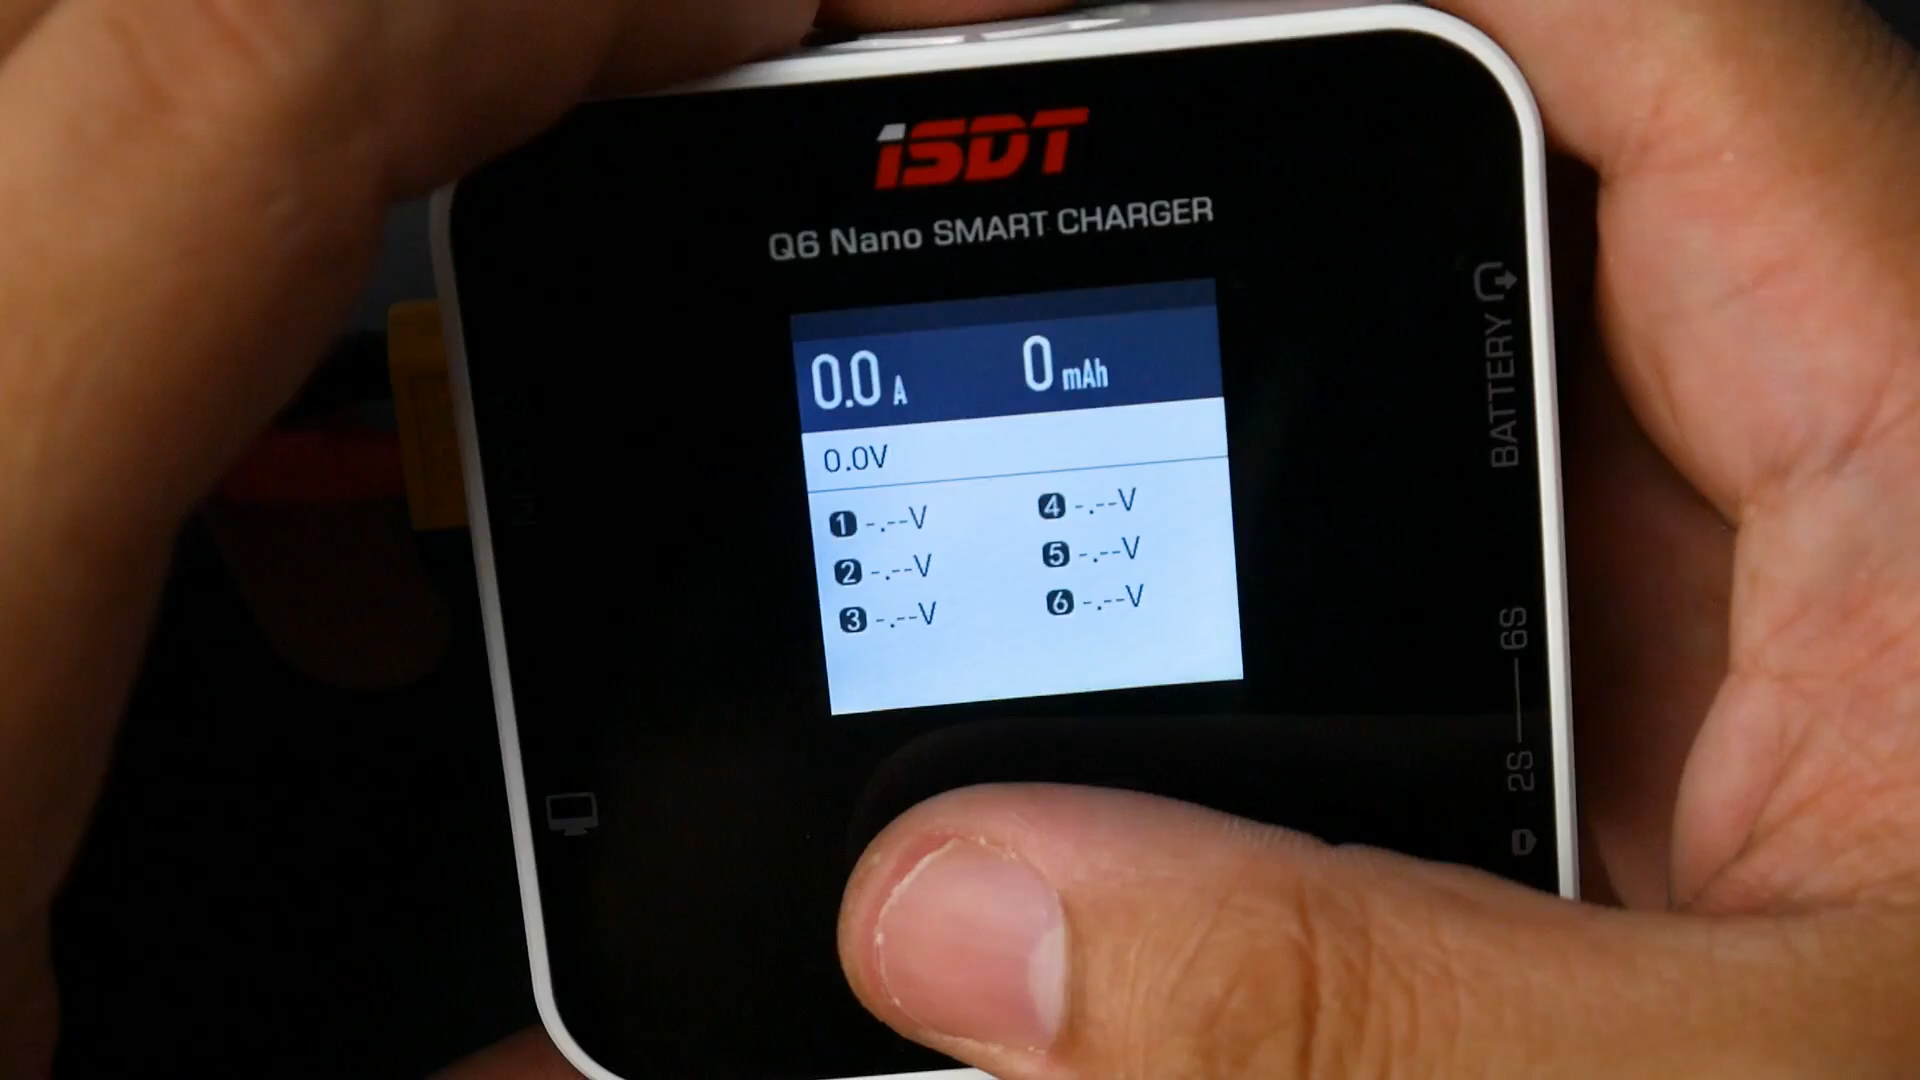 iSDT
Q6 Nano SMART CHARGER
0.0 A 0 mAh
0.0V
1 -.--V 4 -.--V
2 -.--V 5 -.--V
3 -.--V 6 -.--V
BATTERY
2S 6S